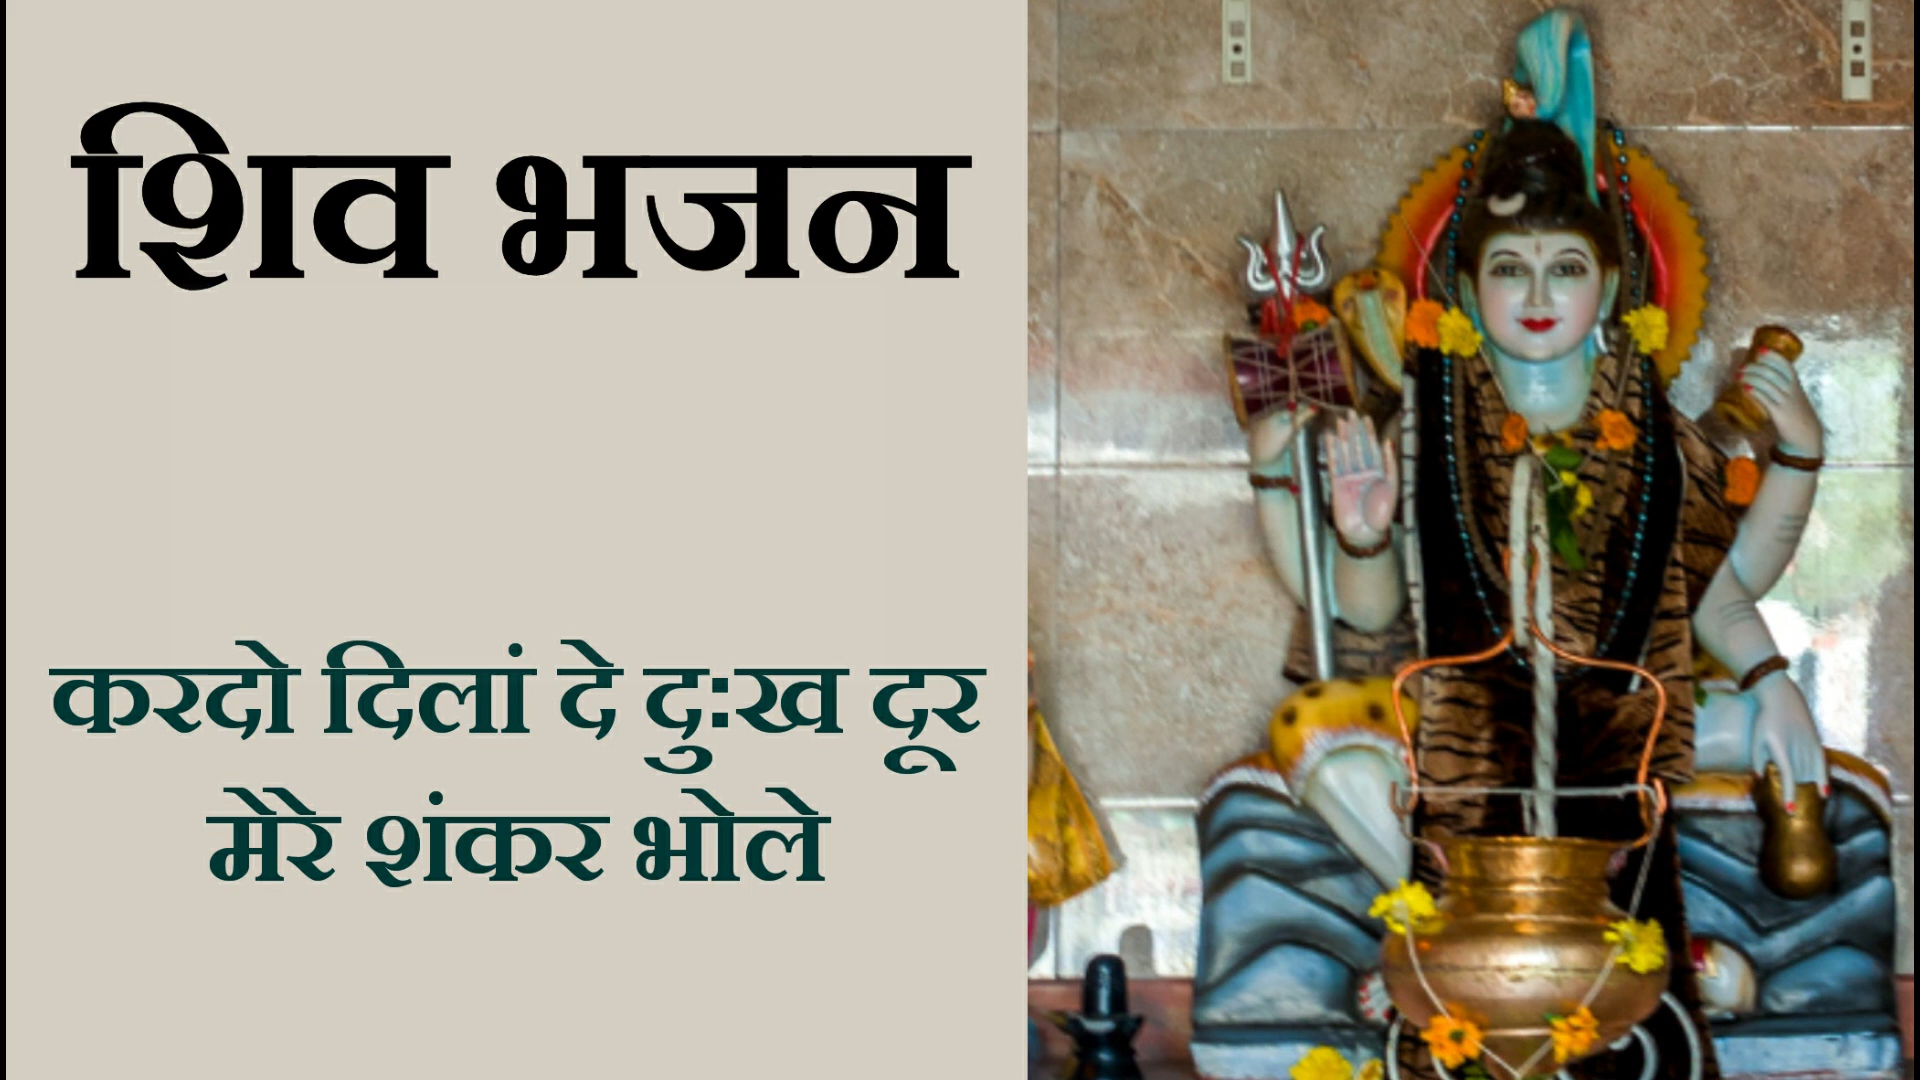 शिव भजन
करदो दिलां दे दुःख दूर
मेरे शंकर भोले